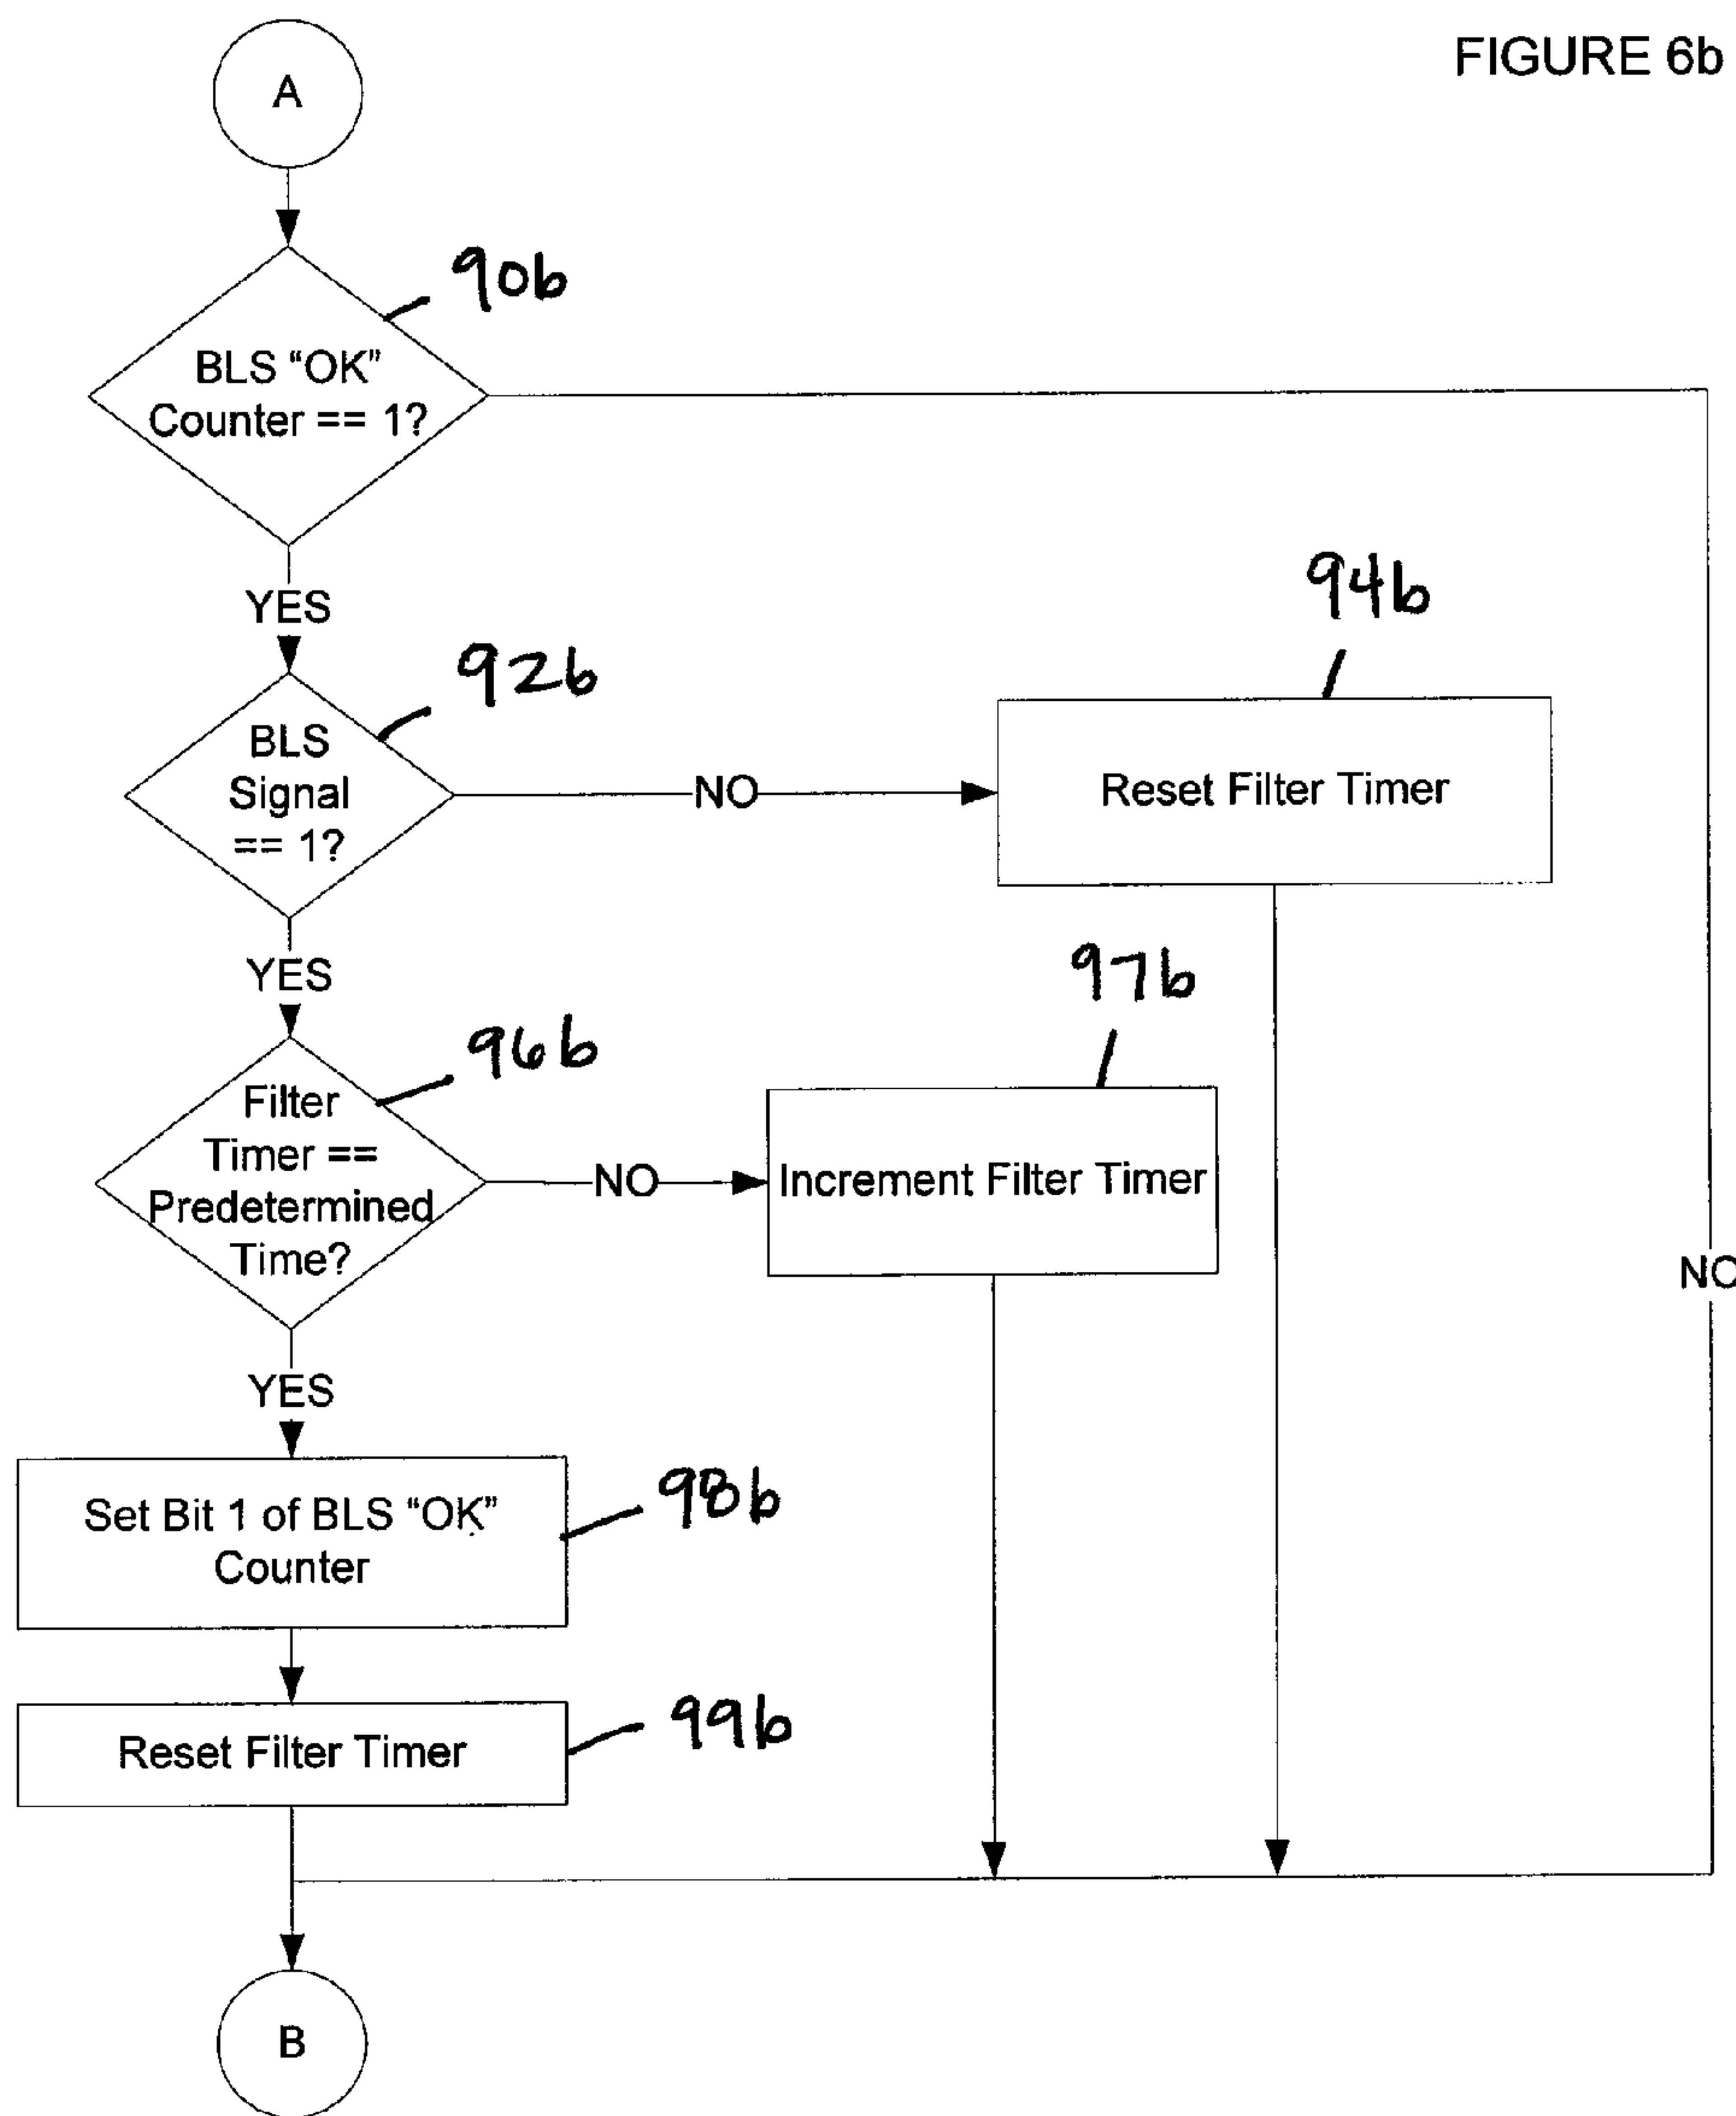 FIGURE 6b
A
90b
BLS “OK”
Counter == 1?
YES
92b
BLS
Signal
== 1?
NO
94b
Reset Filter Timer
YES
96b
Filter
Timer ==
Predetermined
Time?
NO
97b
Increment Filter Timer
NO
YES
98b
Set Bit 1 of BLS “OK”
Counter
99b
Reset Filter Timer
B